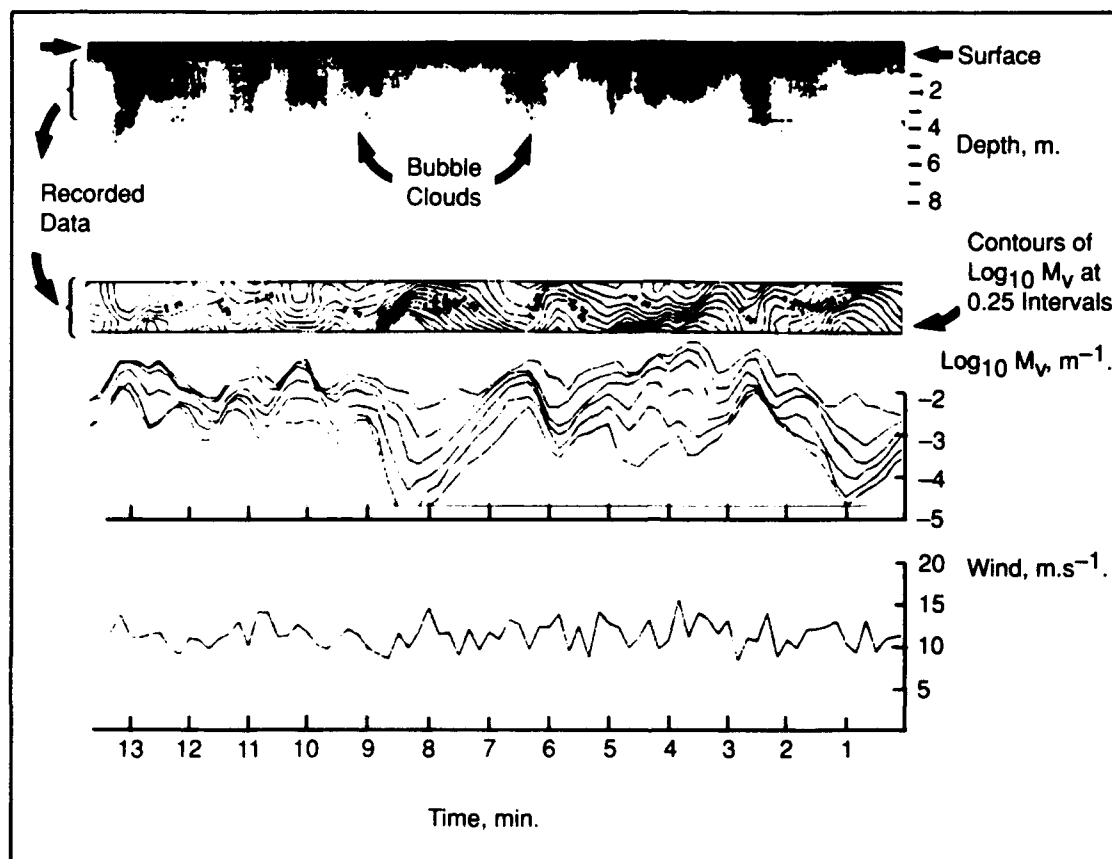 Surface
2
4
6
8
Depth, m.
Bubble
Clouds
Recorded
Data
Contours of
Log₁₀ Mᵥ at
0.25 Intervals
Log₁₀ Mᵥ, m⁻¹.
−2
−3
−4
−5
20
15
10
5
Wind, m.s⁻¹.
13 12 11 10 9 8 7 6 5 4 3 2 1
Time, min.